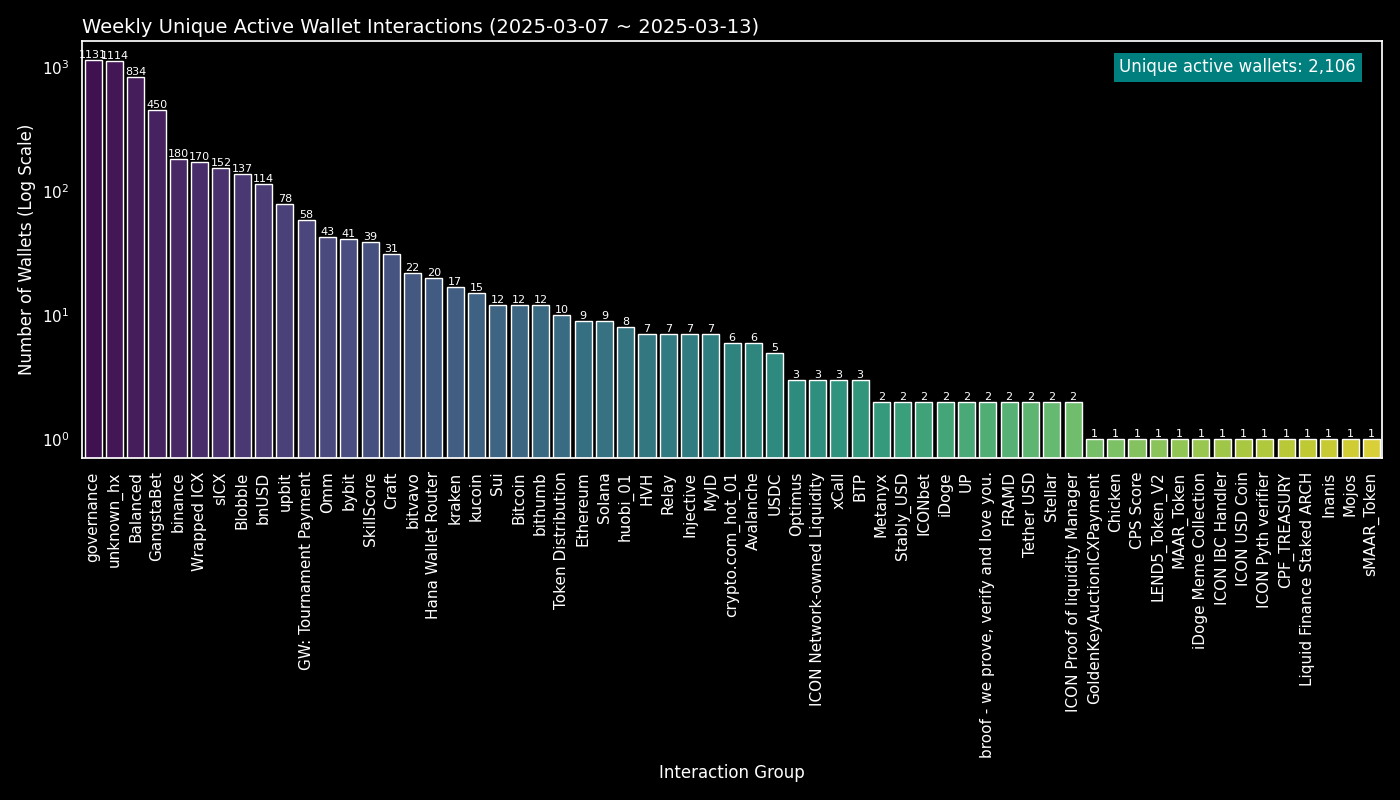 Weekly Unique Active Wallet Interactions (2025-03-07 ~ 2025-03-13)
Unique active wallets: 2,106
Number of Wallets (Log Scale)
10³
10²
10¹
10⁰
1131
1114
834
450
180
170
152
137
114
78
58
43
41
39
31
22
20
17
15
12
12
12
10
9
9
8
7
7
7
7
6
6
5
3
3
3
3
2
2
2
2
2
2
2
2
2
2
1
1
1
1
1
1
1
1
1
1
1
1
1
1
governance
unknown_hx
Balanced
GangstaBet
binance
Wrapped ICX
sICX
Blobble
bnUSD
upbit
GW: Tournament Payment
Omm
bybit
SkillScore
Craft
bitvavo
Hana Wallet Router
kraken
kucoin
Sui
Bitcoin
bithumb
Token Distribution
Ethereum
Solana
huobi_01
HVH
Relay
Injective
MyID
crypto.com_hot_01
Avalanche
USDC
Optimus
ICON Network-owned Liquidity
xCall
BTP
Metanyx
Stably_USD
ICONbet
iDoge
UP
broof - we prove, verify and love you.
FRAMD
Tether USD
Stellar
ICON Proof of liquidity Manager
GoldenKeyAuctionICXPayment
Chicken
CPS Score
LEND5_Token_V2
MAAR_Token
iDoge Meme Collection
ICON IBC Handler
ICON USD Coin
ICON Pyth verifier
CPF_TREASURY
Liquid Finance Staked ARCH
Inanis
Mojos
sMAAR_Token
Interaction Group